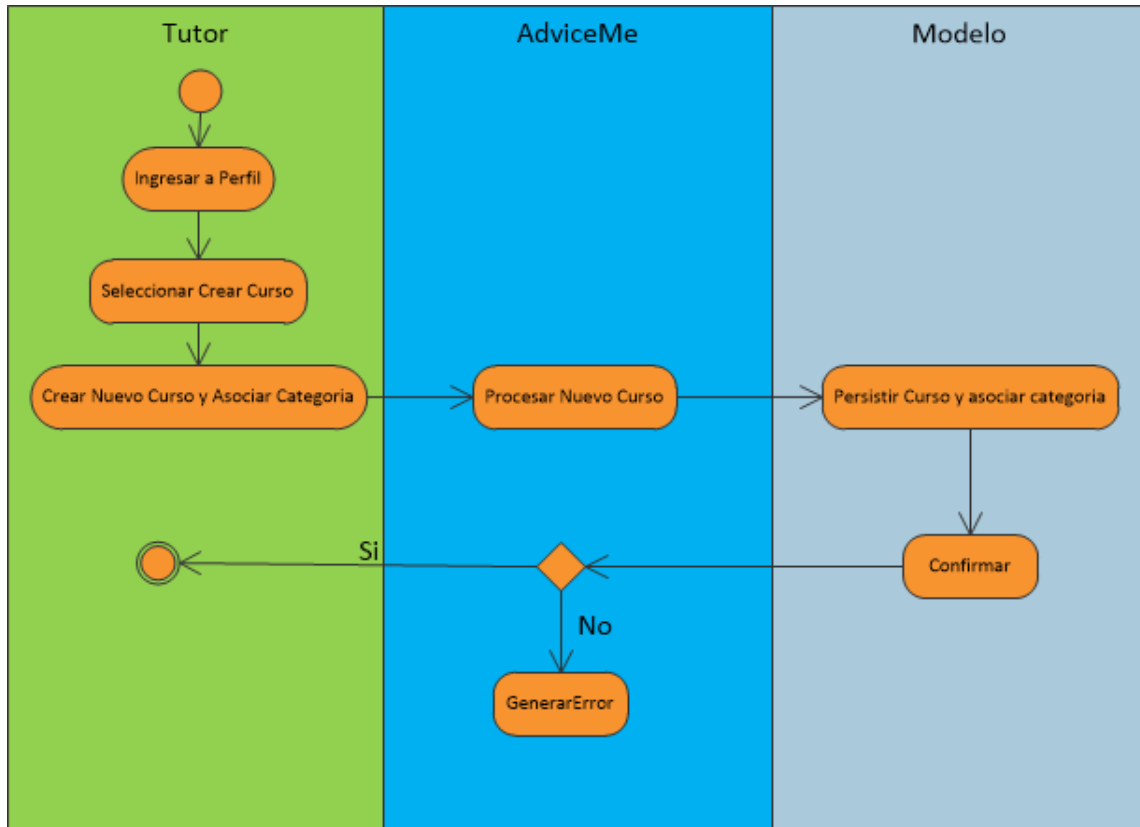 Tutor
AdviceMe
Modelo
Ingresar a Perfil
Seleccionar Crear Curso
Crear Nuevo Curso y Asociar Categoria
Procesar Nuevo Curso
Persistir Curso y asociar categoria
Si
Confirmar
No
GenerarError